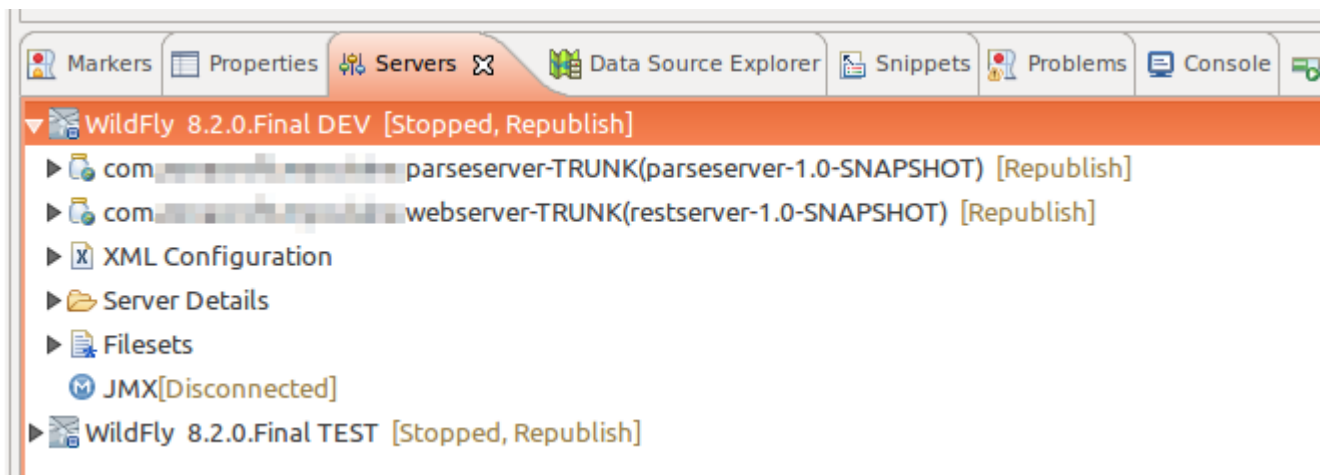 Markers Properties Servers Data Source Explorer Snippets Problems Console
WildFly 8.2.0.Final DEV [Stopped, Republish]
com parseserver-TRUNK(parseserver-1.0-SNAPSHOT) [Republish]
com webserver-TRUNK(restserver-1.0-SNAPSHOT) [Republish]
XML Configuration
Server Details
Filesets
JMX[Disconnected]
WildFly 8.2.0.Final TEST [Stopped, Republish]